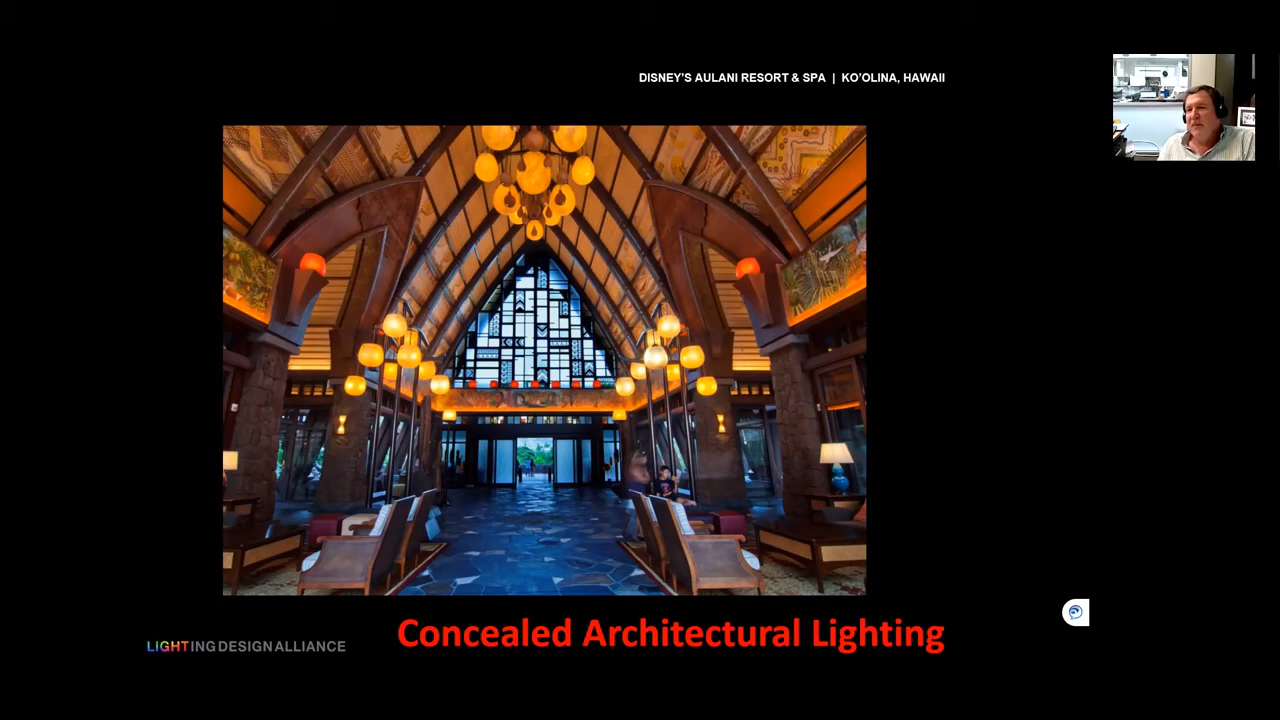 DISNEY'S AULANI RESORT & SPA | KO'OLINA, HAWAII
Concealed Architectural Lighting
LIGHTING DESIGN ALLIANCE